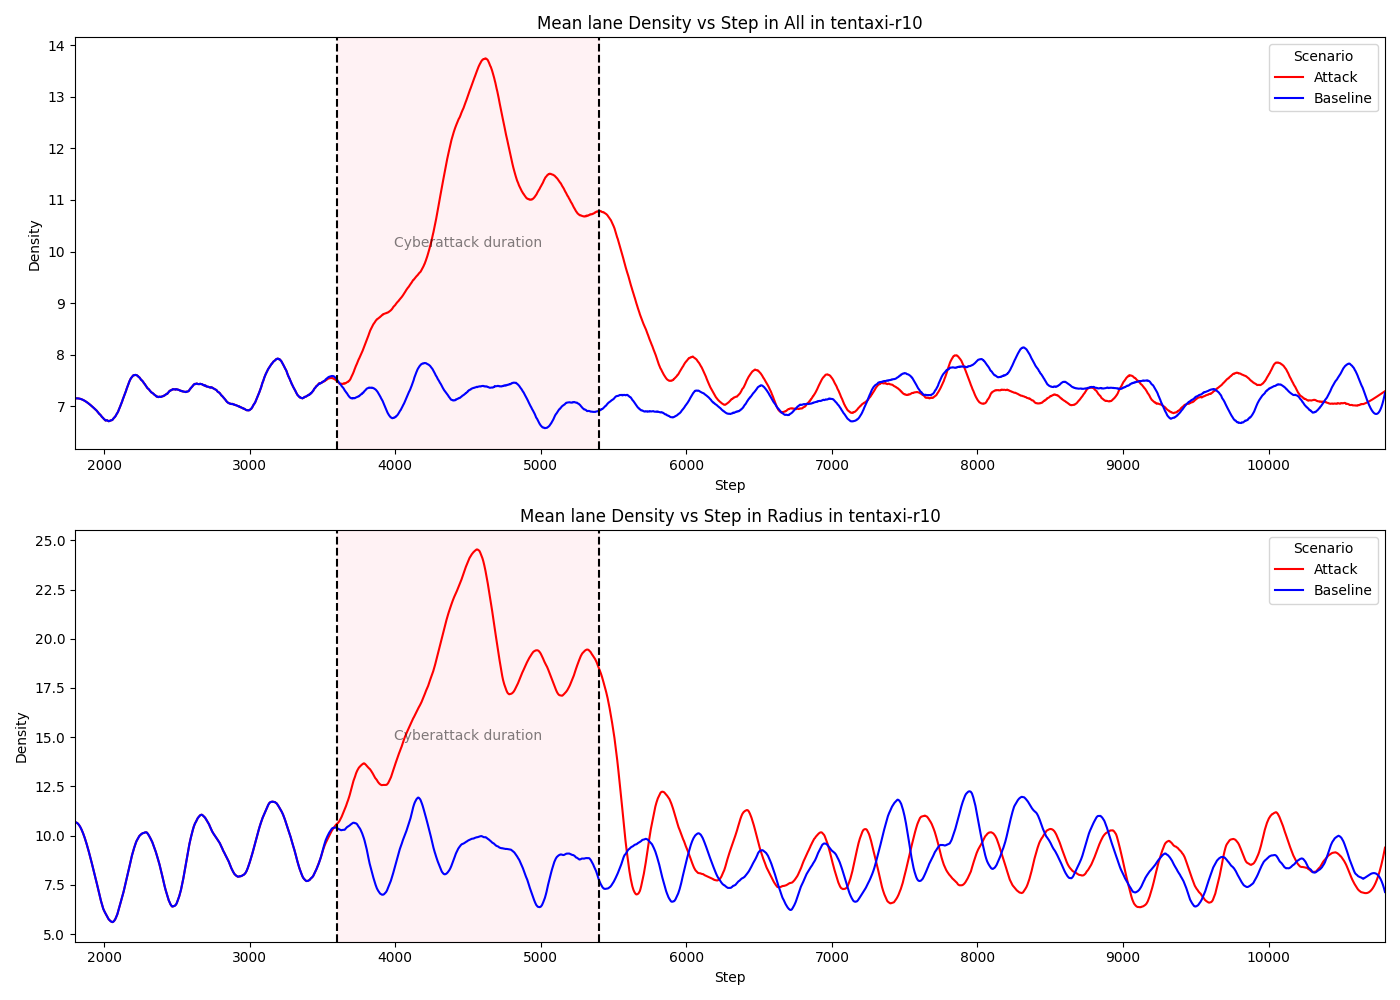 Mean lane Density vs Step in All in tentaxi-r10
14
13
12
11
10
9
8
7
Density
Cyberattack duration
Scenario
Attack
Baseline
2000 3000 4000 5000 6000 7000 8000 9000 10000
Step
Mean lane Density vs Step in Radius in tentaxi-r10
25.0
22.5
20.0
17.5
15.0
12.5
10.0
7.5
5.0
Density
Cyberattack duration
Scenario
Attack
Baseline
2000 3000 4000 5000 6000 7000 8000 9000 10000
Step